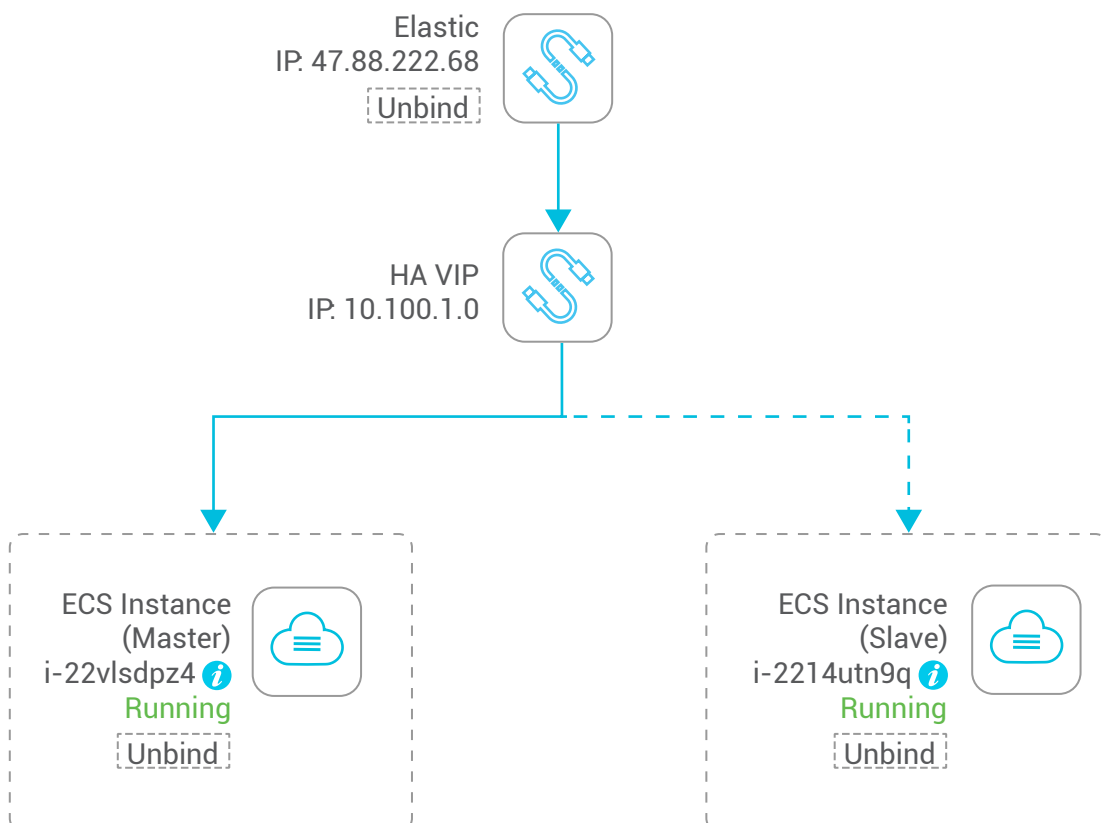 Elastic
IP: 47.88.222.68
Unbind
HA VIP
IP: 10.100.1.0
ECS Instance
(Master)
i-22vlsdpz4 i
Running
Unbind
ECS Instance
(Slave)
i-2214utn9q i
Running
Unbind